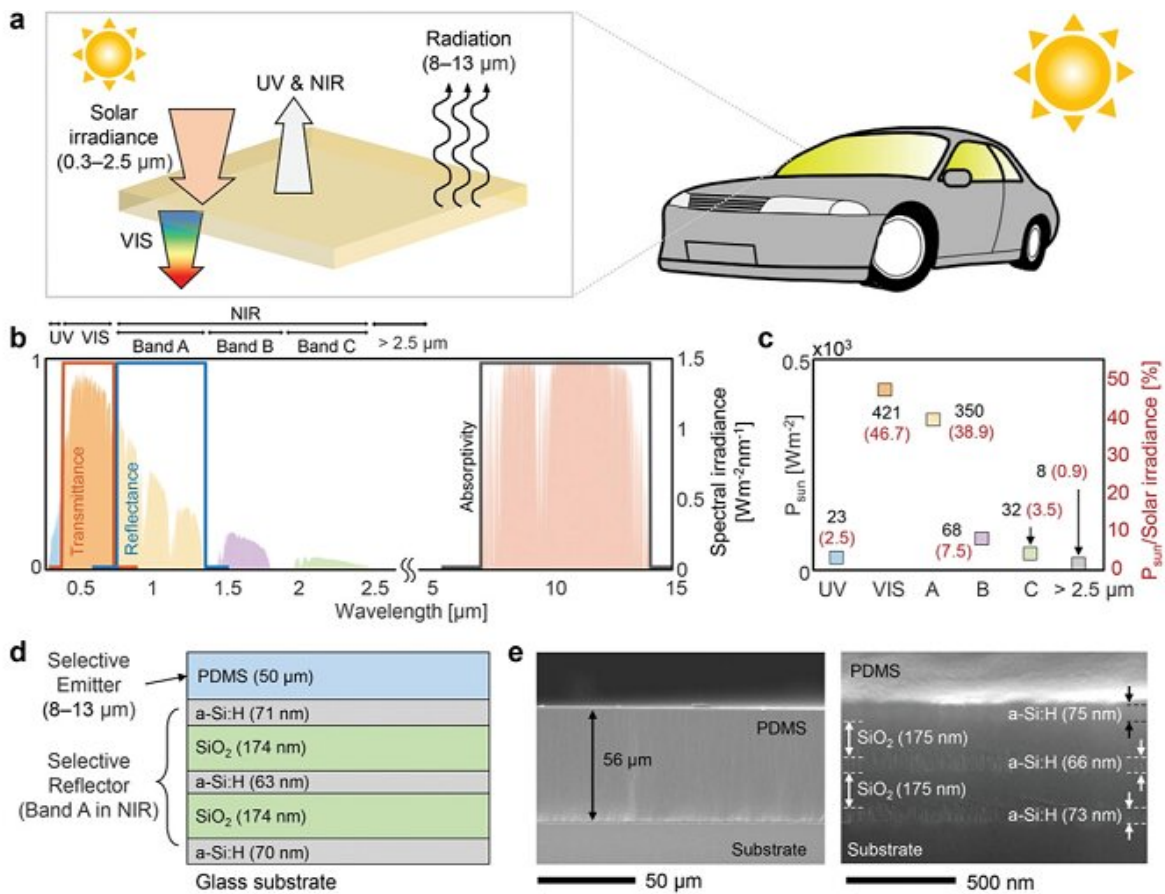 a
Solar
irradiance
(0.3–2.5 µm)
UV & NIR
Radiation
(8–13 µm)
VIS
b
UV VIS
NIR
Band A
Band B
Band C
> 2.5 µm
1
0
Transmittance
Reflectance
Absorptivity
1.5
1
0.5
0
Spectral irradiance
[Wm⁻²nm⁻¹]
0.5 1 1.5 2 2.5 5 10 15
Wavelength [µm]
c
x10³
0.5
0
P_sun [Wm⁻²]
23
(2.5)
421
(46.7)
350
(38.9)
68
(7.5)
32 (3.5)
8 (0.9)
50
40
30
20
10
0
P_sun/Solar irradiance [%]
UV VIS A B C > 2.5 µm
d
Selective
Emitter
(8–13 µm)
Selective
Reflector
(Band A in NIR)
PDMS (50 µm)
a-Si:H (71 nm)
SiO₂ (174 nm)
a-Si:H (63 nm)
SiO₂ (174 nm)
a-Si:H (70 nm)
Glass substrate
e
PDMS
56 µm
Substrate
50 µm
PDMS
a-Si:H (75 nm)
SiO₂ (175 nm)
a-Si:H (66 nm)
SiO₂ (175 nm)
a-Si:H (73 nm)
Substrate
500 nm